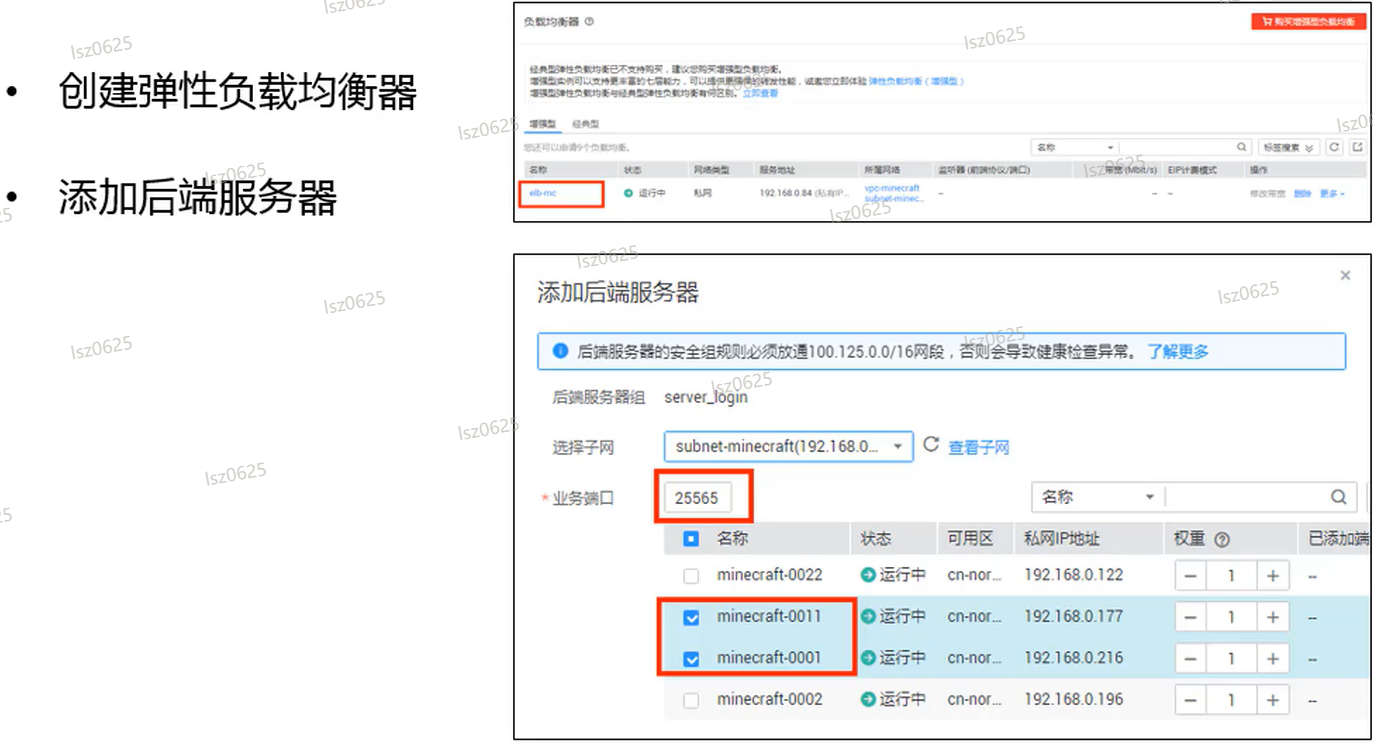 • 创建弹性负载均衡器
• 添加后端服务器
负载均衡器
购买增强型负载均衡
经典型弹性负载均衡已不支持购买，建议您购买增强型负载均衡。
增强型实例可以支持更丰富的七层能力，可以提供更强悍的转发性能，诚邀您立即体验 弹性负载均衡（增强型）
增强型弹性负载均衡与经典型弹性负载均衡有何区别。立即查看
增强型 经典型
您还可以申请9个负载均衡。
名称 标签搜索
名称 状态 网络类型 服务地址 所属网络 监听器 (前端协议/端口) 带宽 (Mbit/s) EIP计费模式 操作
elb-mc 运行中 私网 192.168.0.84 (私有IP... vpc-minecraft -- -- -- 修改带宽 删除 更多
subnet-minec...
添加后端服务器
后端服务器的安全组规则必须放通100.125.0.0/16网段，否则会导致健康检查异常。 了解更多
后端服务器组 server_login
选择子网 subnet-minecraft(192.168.0... 查看子网
* 业务端口 25565 名称
名称 状态 可用区 私网IP地址 权重 已添加端
minecraft-0022 运行中 cn-nor... 192.168.0.122 − 1 + --
minecraft-0011 运行中 cn-nor... 192.168.0.177 − 1 + --
minecraft-0001 运行中 cn-nor... 192.168.0.216 − 1 + --
minecraft-0002 运行中 cn-nor... 192.168.0.196 − 1 + --
lsz0625
lsz0625
lsz0625
lsz0625
lsz0625
lsz0625
lsz0625
lsz0625
lsz0625
lsz0625
lsz0625
lsz0625
lsz0625
lsz0625